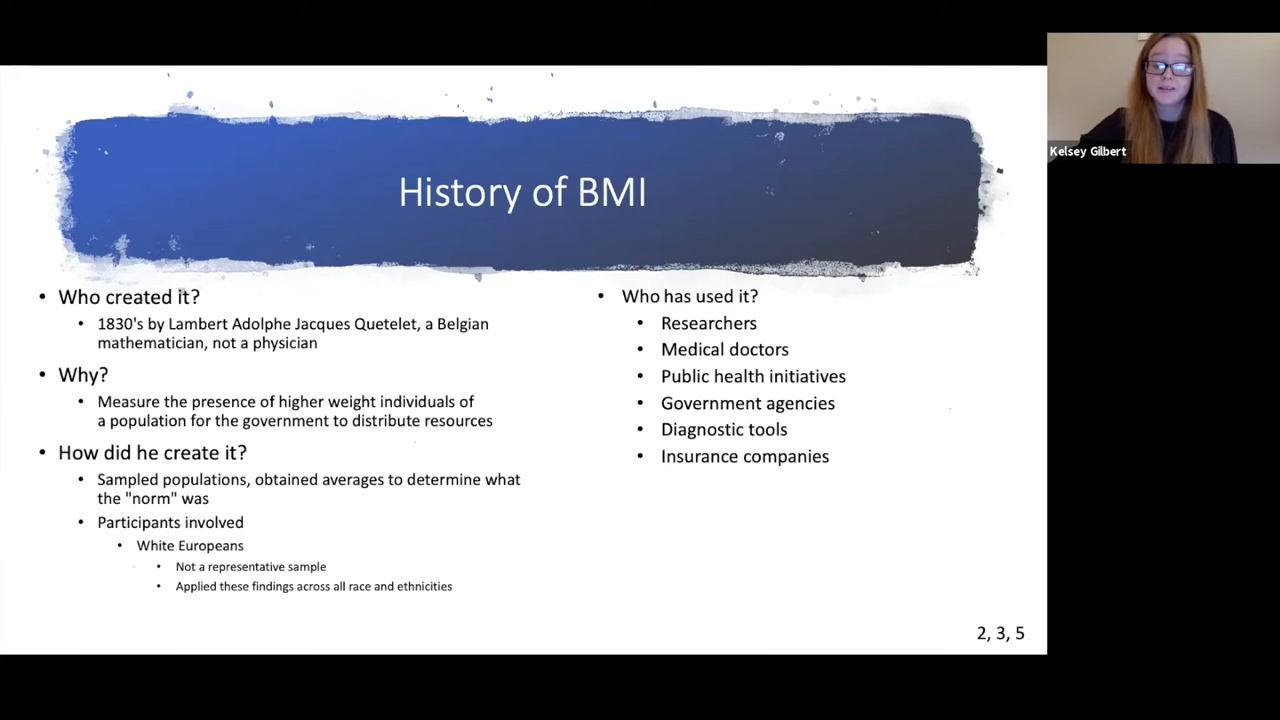 History of BMI
• Who created it?
• 1830's by Lambert Adolphe Jacques Quetelet, a Belgian
mathematician, not a physician
• Why?
• Measure the presence of higher weight individuals of
a population for the government to distribute resources
• How did he create it?
• Sampled populations, obtained averages to determine what
the "norm" was
• Participants involved
• White Europeans
• Not a representative sample
• Applied these findings across all race and ethnicities
• Who has used it?
• Researchers
• Medical doctors
• Public health initiatives
• Government agencies
• Diagnostic tools
• Insurance companies
2, 3, 5
Kelsey Gilbert